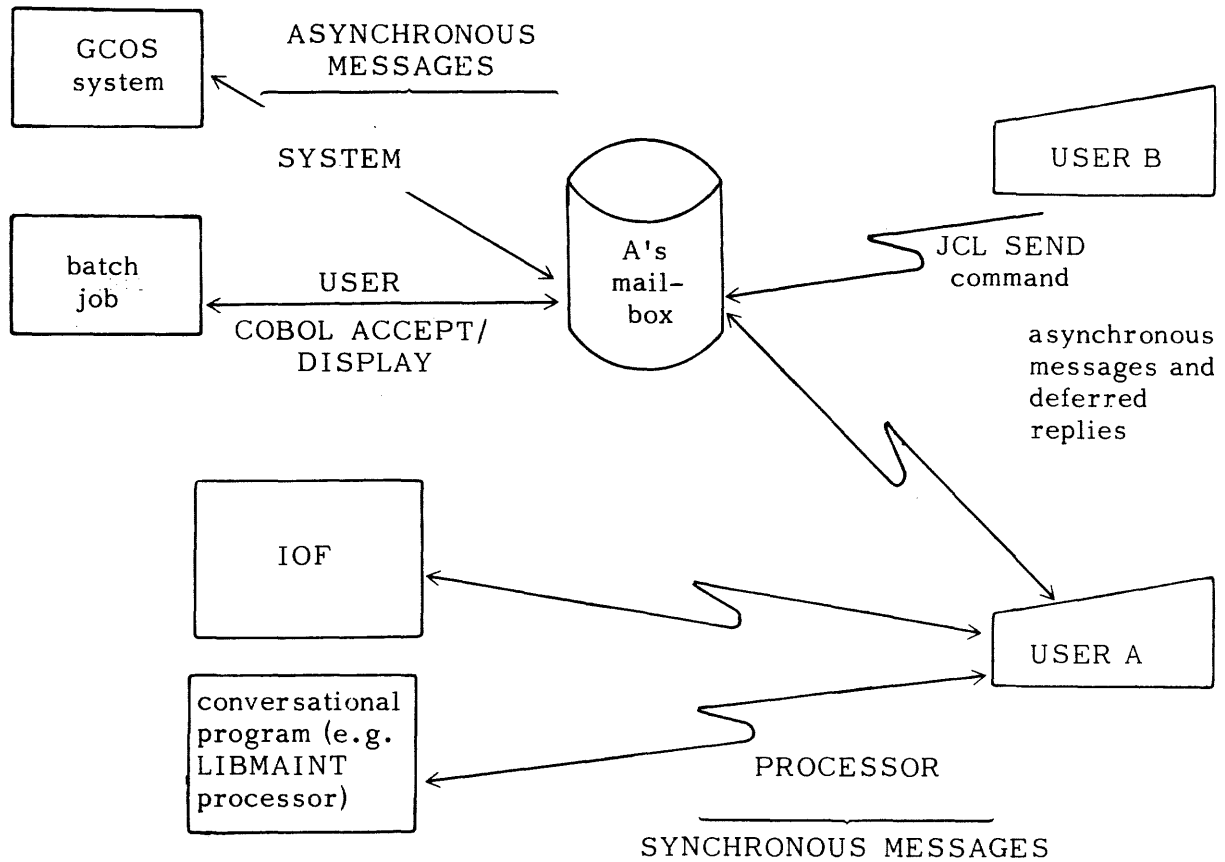 GCOS
system
ASYNCHRONOUS
MESSAGES
SYSTEM
USER B
batch
job
USER
COBOL ACCEPT/
DISPLAY
A's
mail-
box
JCL SEND
command
asynchronous
messages and
deferred
replies
IOF
USER A
conversational
program (e.g.
LIBMAINT
processor)
PROCESSOR
SYNCHRONOUS MESSAGES